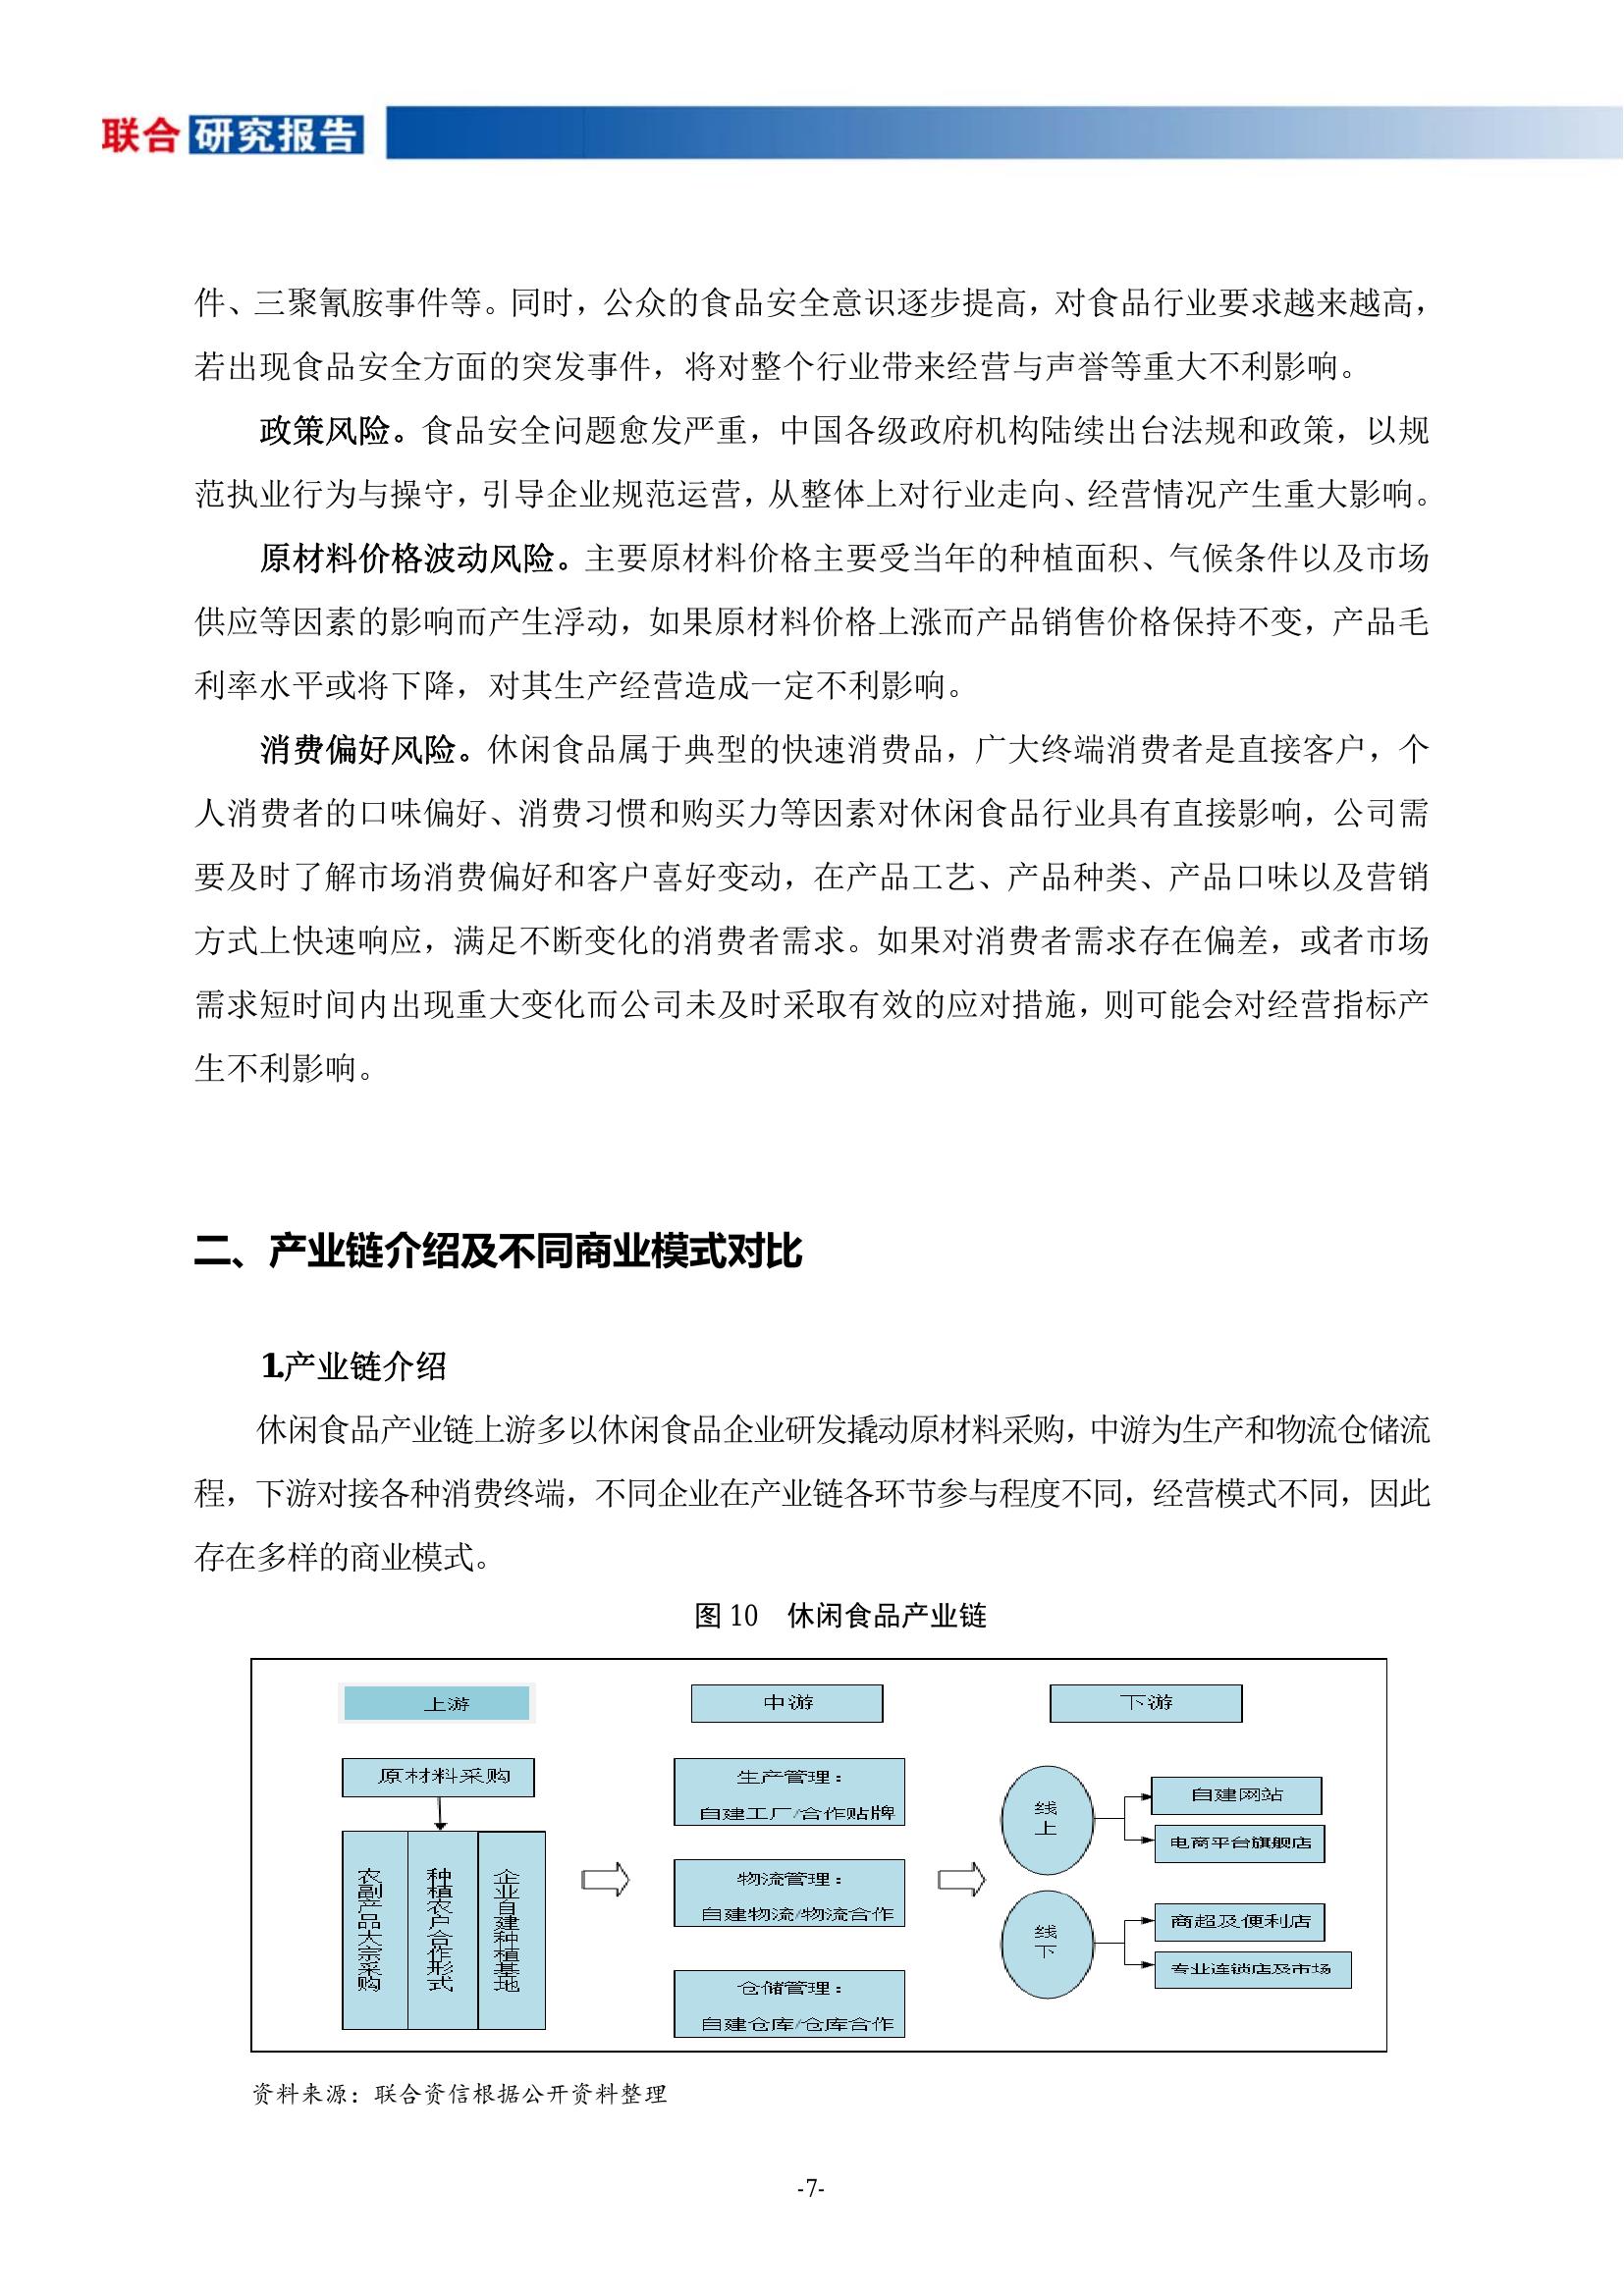 联合 研究报告
件、三聚氰胺事件等。同时，公众的食品安全意识逐步提高，对食品行业要求越来越高，
若出现食品安全方面的突发事件，将对整个行业带来经营与声誉等重大不利影响。
政策风险。食品安全问题愈发严重，中国各级政府机构陆续出台法规和政策，以规
范执业行为与操守，引导企业规范运营，从整体上对行业走向、经营情况产生重大影响。
原材料价格波动风险。主要原材料价格主要受当年的种植面积、气候条件以及市场
供应等因素的影响而产生浮动，如果原材料价格上涨而产品销售价格保持不变，产品毛
利率水平或将下降，对其生产经营造成一定不利影响。
消费偏好风险。休闲食品属于典型的快速消费品，广大终端消费者是直接客户，个
人消费者的口味偏好、消费习惯和购买力等因素对休闲食品行业具有直接影响，公司需
要及时了解市场消费偏好和客户喜好变动，在产品工艺、产品种类、产品口味以及营销
方式上快速响应，满足不断变化的消费者需求。如果对消费者需求存在偏差，或者市场
需求短时间内出现重大变化而公司未及时采取有效的应对措施，则可能会对经营指标产
生不利影响。
二、产业链介绍及不同商业模式对比
1.产业链介绍
休闲食品产业链上游多以休闲食品企业研发撬动原材料采购，中游为生产和物流仓储流
程，下游对接各种消费终端，不同企业在产业链各环节参与程度不同，经营模式不同，因此
存在多样的商业模式。
图 10 休闲食品产业链
上游
原材料采购
农副产品大宗采购
种植农户合作形式
企业自建种植基地
中游
生产管理：
自建工厂/合作贴牌
物流管理：
自建物流/物流合作
仓储管理：
自建仓库/仓库合作
下游
线上
自建网站
电商平台旗舰店
线下
商超及便利店
专业连锁店及市场
资料来源：联合资信根据公开资料整理
-7-